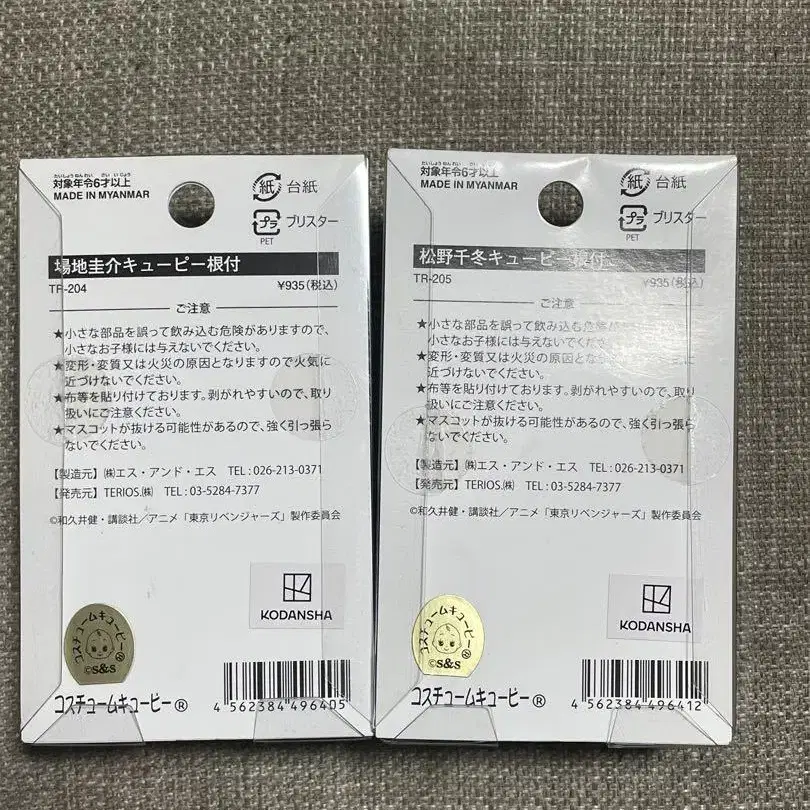 たいしょうねんれい さい いじょう
対象年令6才以上
MADE IN MYANMAR
紙 台紙
プラ ブリスター
PET
場地圭介キューピー根付
TR-204 ¥935(税込)
ご注意
★小さな部品を誤って飲み込む危険がありますので、
小さなお子様には与えないでください。
★変形・変質又は火災の原因となりますので火気に
近づけないでください。
★布等を貼り付けております。剥がれやすいので、取り
扱いにご注意ください。
★マスコットが抜ける可能性があるので、強く引っ張ら
ないでください。
【製造元】㈱エス・アンド・エス TEL:026-213-0371
【発売元】TERIOS.㈱ TEL:03-5284-7377
©和久井健・講談社/アニメ「東京リベンジャーズ」製作委員会
KODANSHA
コスチュームキューピー
©S&S
コスチュームキューピー®
4 562384 496405
対象年令6才以上
MADE IN MYANMAR
紙 台紙
プラ ブリスター
PET
松野千冬キューピー根付
TR-205 ¥935(税込)
ご注意
★小さな部品を誤って飲み込む危険があ
小さなお子様には与えないでください。
★変形・変質又は火災の原因となりますので
近づけないでください。
★布等を貼り付けております。剥がれやすいので、取り
扱いにご注意ください。
★マスコットが抜ける可能性があるので、強く引っ張ら
ないでください。
【製造元】㈱エス・アンド・エス TEL:026-213-0371
【発売元】TERIOS.㈱ TEL:03-5284-7377
©和久井健・講談社/アニメ「東京リベンジャーズ」製作委員会
KODANSHA
コスチュームキューピー
©S&S
コスチュームキューピー®
4 562384 496412